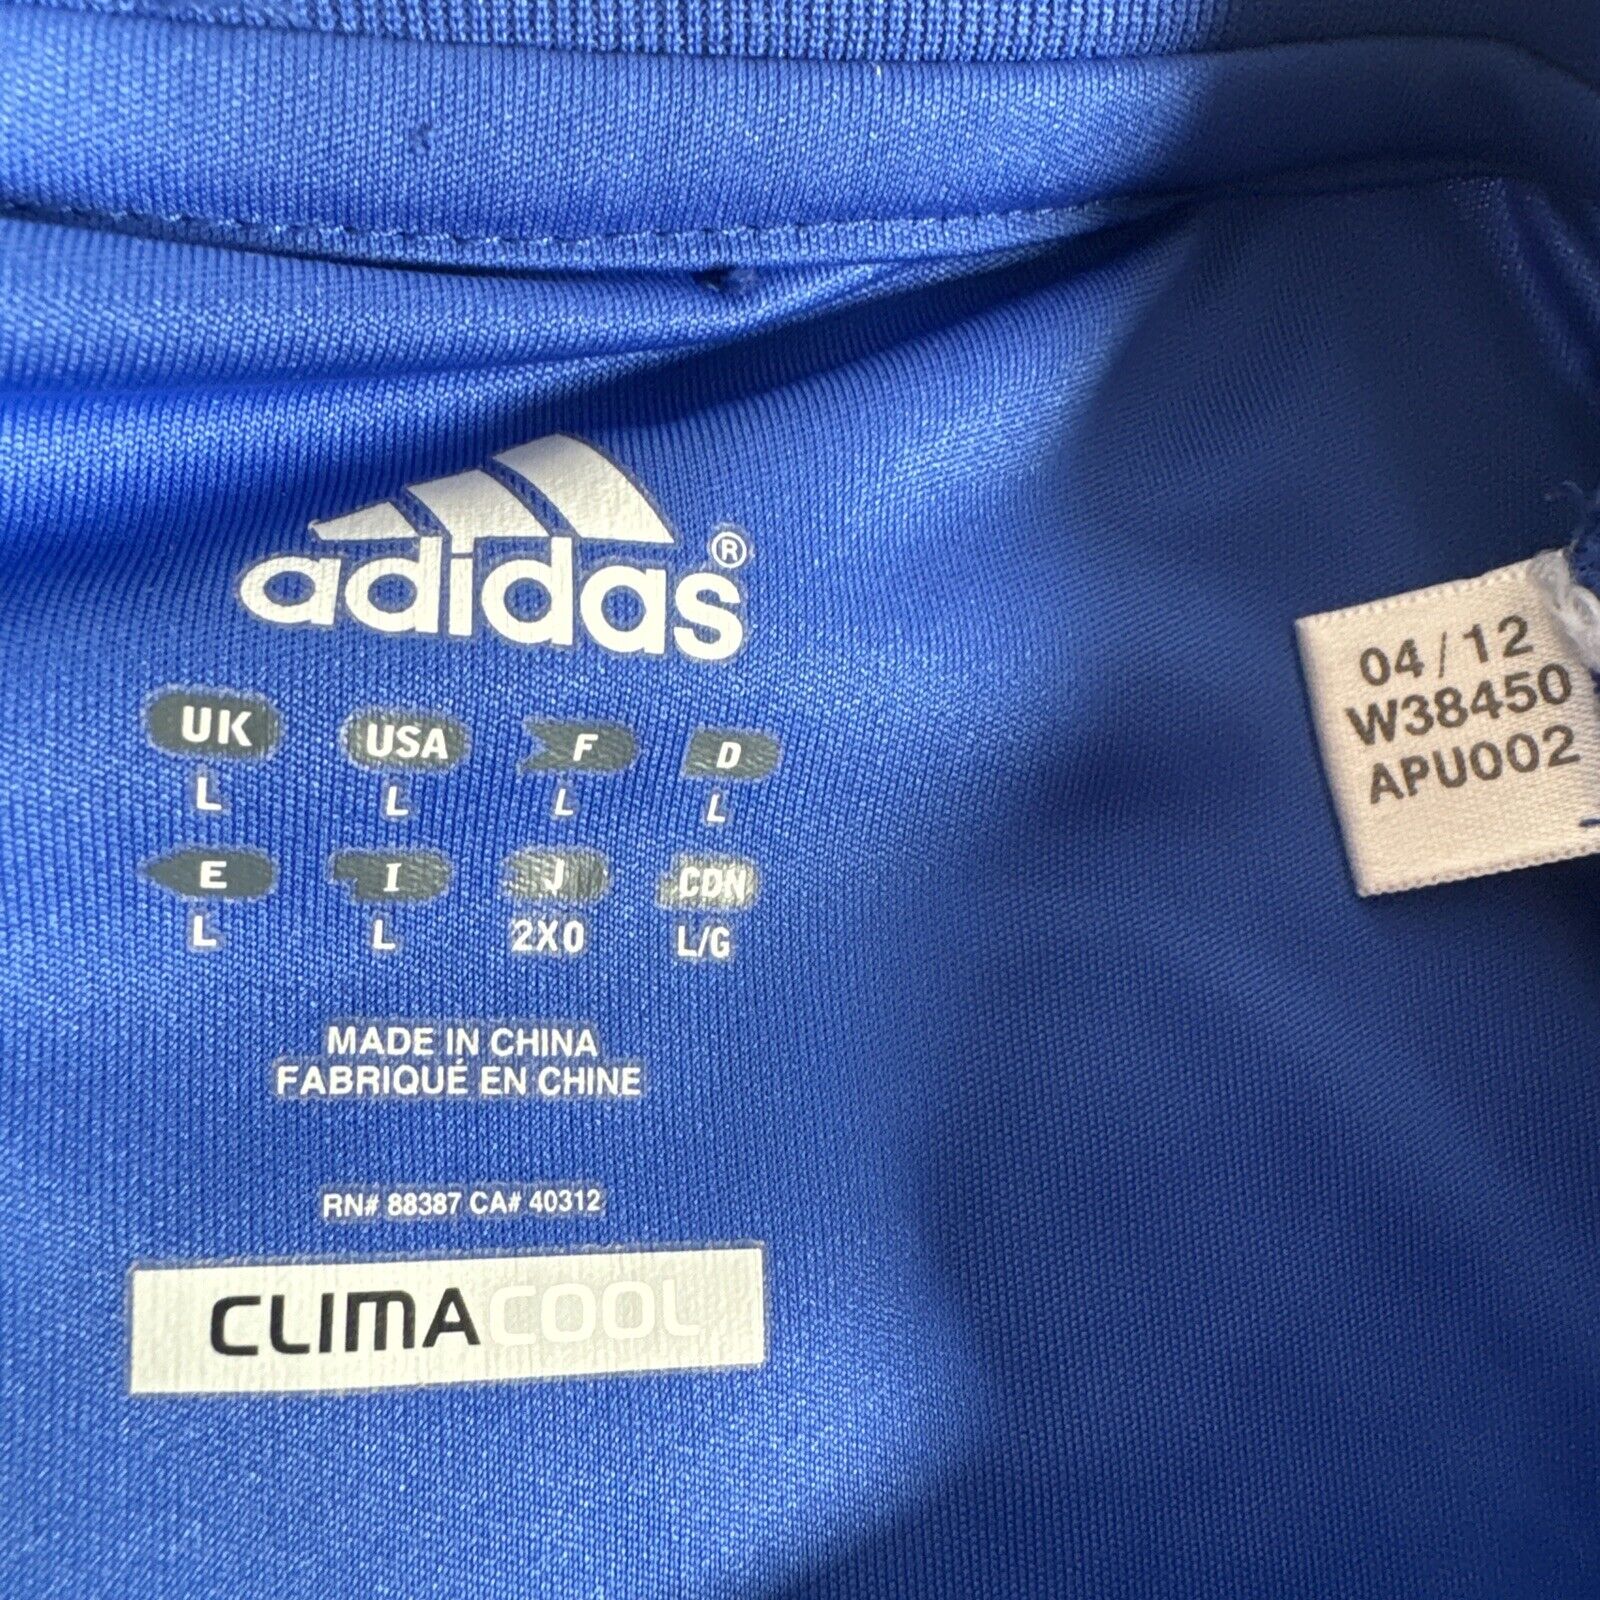 adidas®
UK USA F D
L L L L
E I J CDN
L L 2X0 L/G
MADE IN CHINA
FABRIQUÉ EN CHINE
RN# 88387 CA# 40312
CLIMACOOL
04/12
W38450
APU002